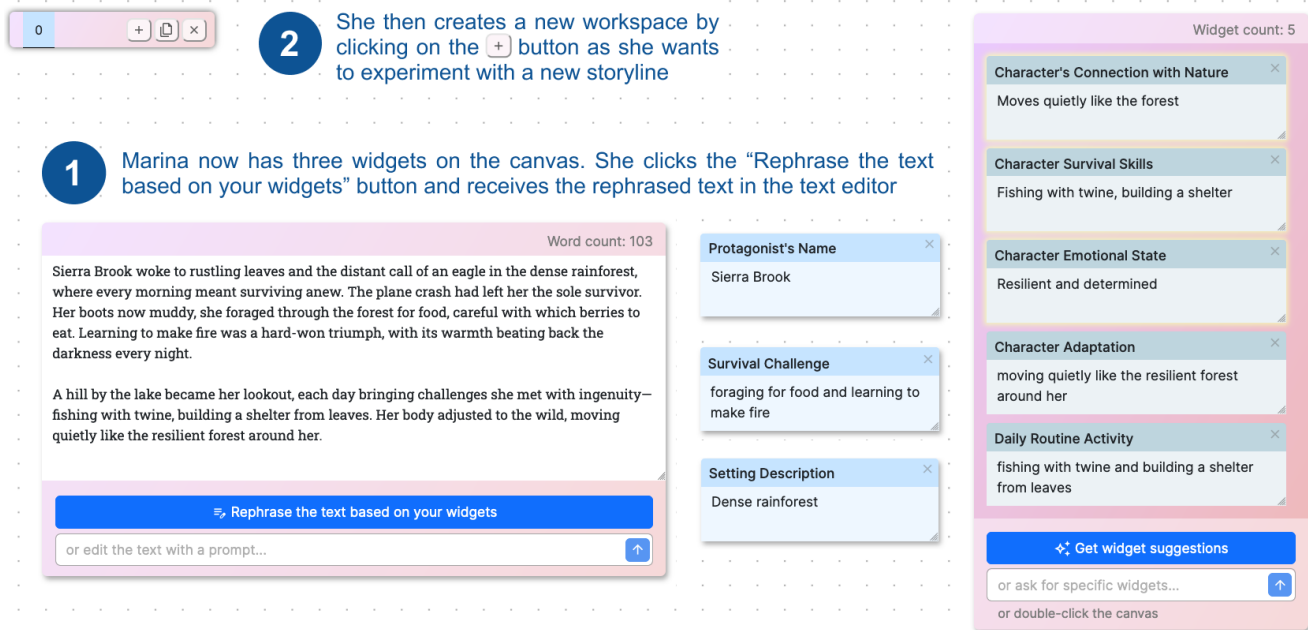 0
+
2
She then creates a new workspace by
clicking on the + button as she wants
to experiment with a new storyline
1
Marina now has three widgets on the canvas. She clicks the “Rephrase the text
based on your widgets” button and receives the rephrased text in the text editor
Word count: 103
Sierra Brook woke to rustling leaves and the distant call of an eagle in the dense rainforest,
where every morning meant surviving anew. The plane crash had left her the sole survivor.
Her boots now muddy, she foraged through the forest for food, careful with which berries to
eat. Learning to make fire was a hard-won triumph, with its warmth beating back the
darkness every night.
A hill by the lake became her lookout, each day bringing challenges she met with ingenuity—
fishing with twine, building a shelter from leaves. Her body adjusted to the wild, moving
quietly like the resilient forest around her.
Rephrase the text based on your widgets
or edit the text with a prompt...
Protagonist's Name
Sierra Brook
Survival Challenge
foraging for food and learning to
make fire
Setting Description
Dense rainforest
Widget count: 5
Character's Connection with Nature
Moves quietly like the forest
Character Survival Skills
Fishing with twine, building a shelter
Character Emotional State
Resilient and determined
Character Adaptation
moving quietly like the resilient forest
around her
Daily Routine Activity
fishing with twine and building a shelter
from leaves
Get widget suggestions
or ask for specific widgets...
or double-click the canvas